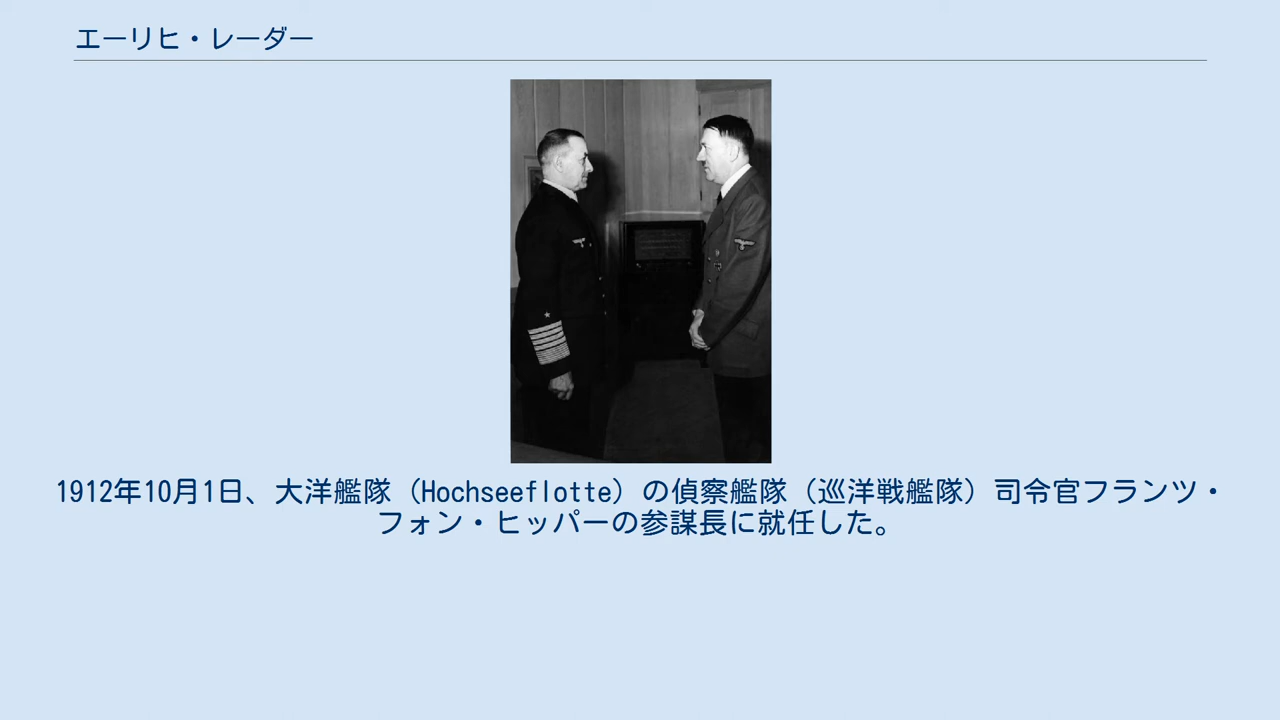 エーリヒ・レーダー
1912年10月1日、大洋艦隊（Hochseeflotte）の偵察艦隊（巡洋戦艦隊）司令官フランツ・
フォン・ヒッパーの参謀長に就任した。